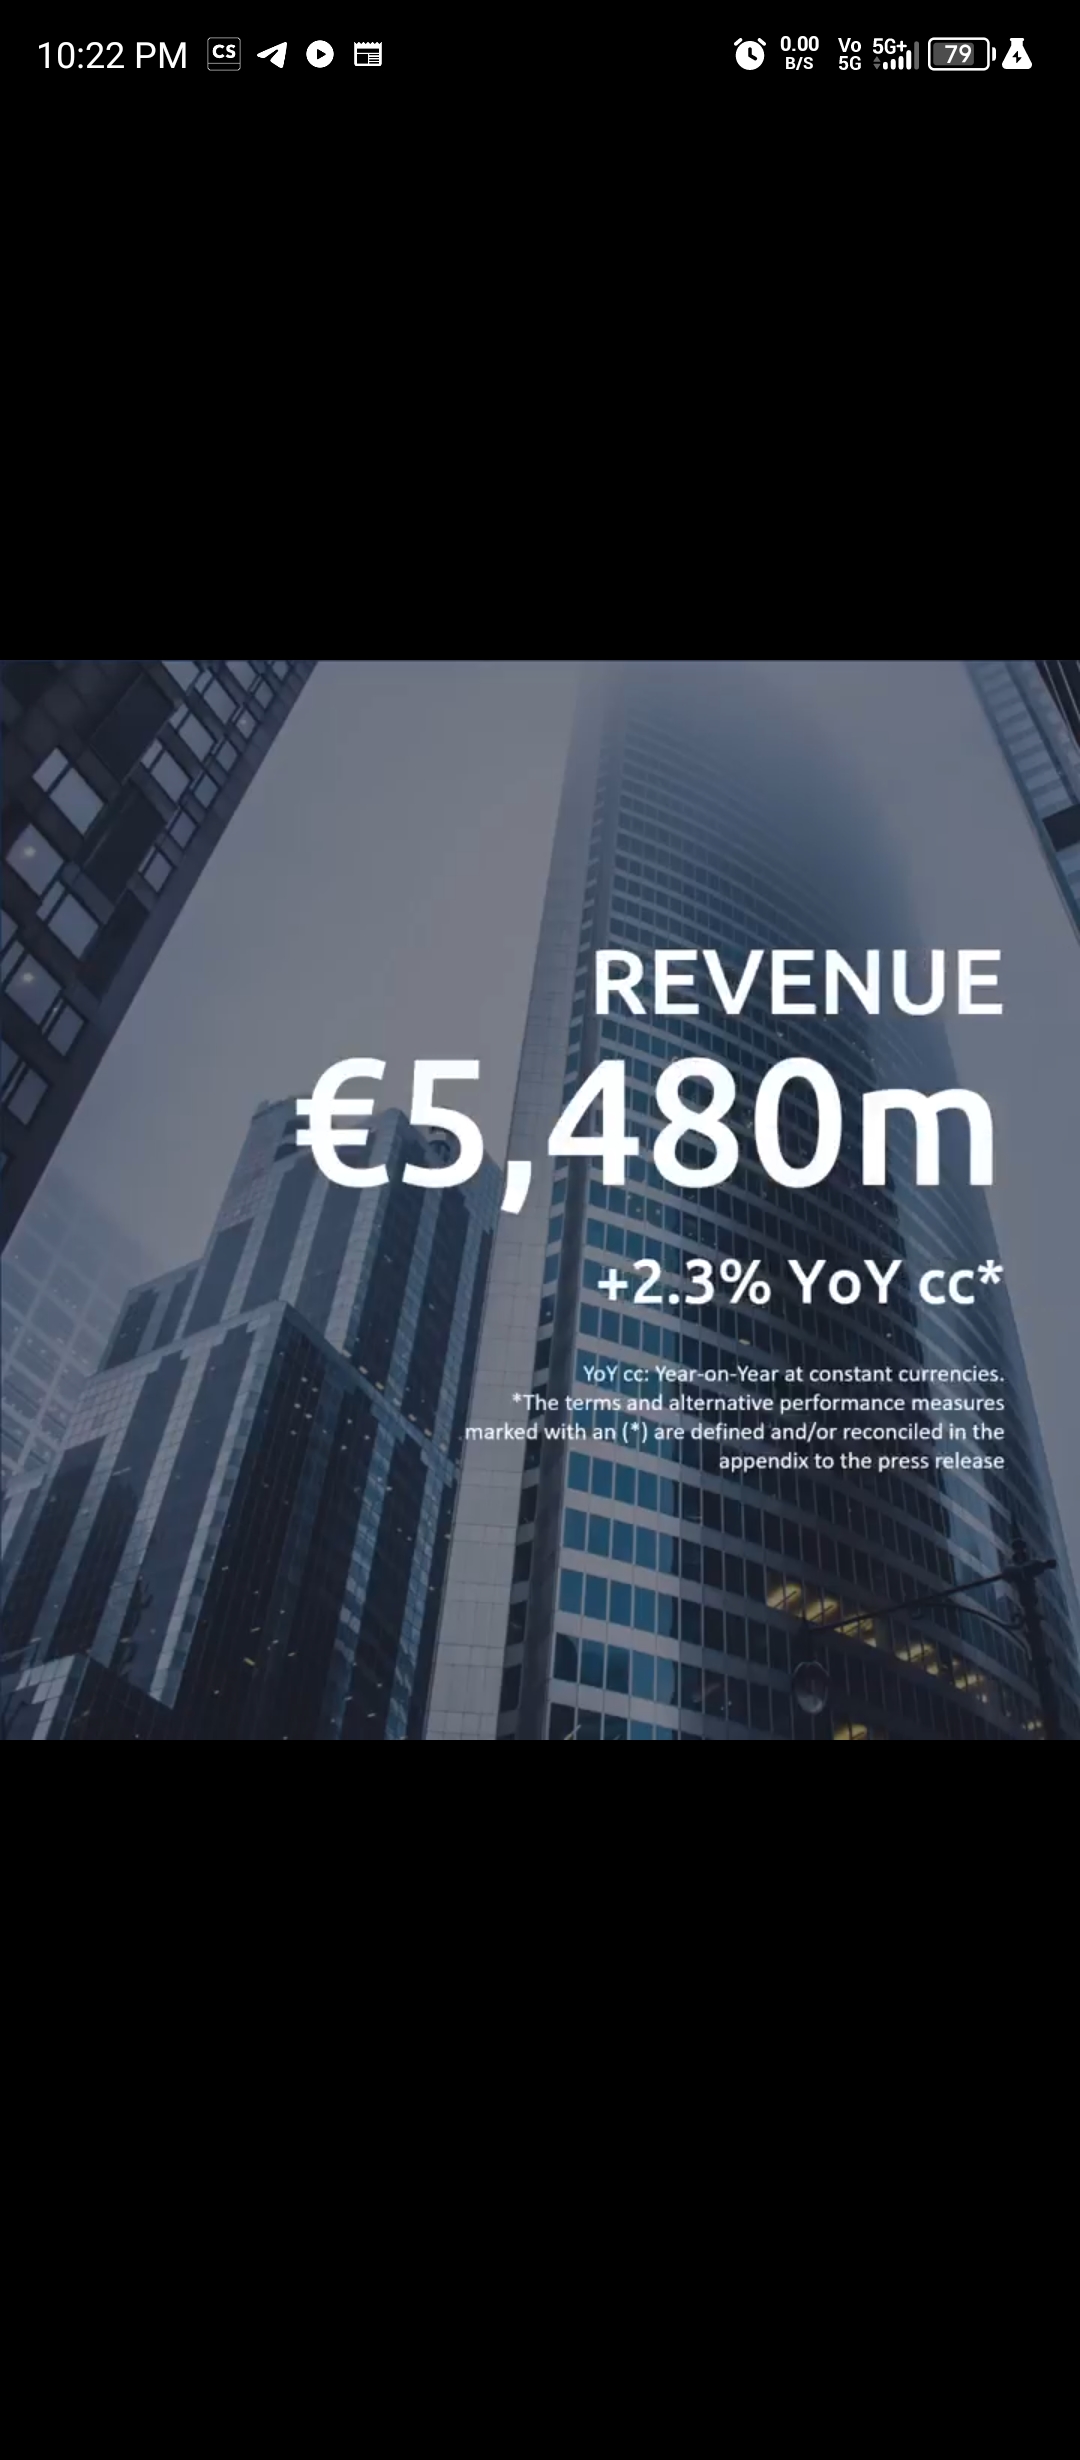 10:22 PM CS 0.00 B/S Vo 5G 5G+ 79
REVENUE
€5,480m
+2.3% YoY cc*
YoY cc: Year-on-Year at constant currencies.
*The terms and alternative performance measures
marked with an (*) are defined and/or reconciled in the
appendix to the press release